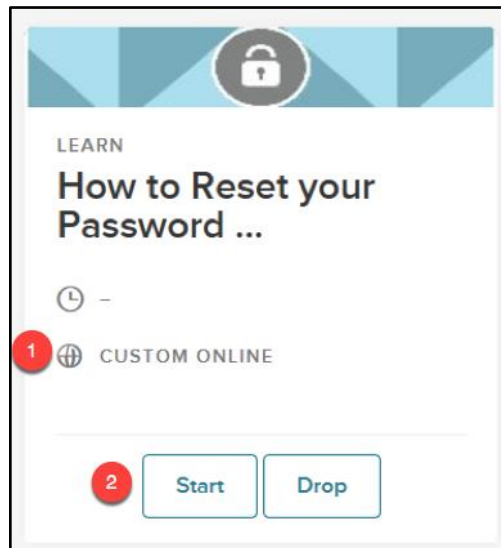 LEARN
How to Reset your
Password ...
–
1 CUSTOM ONLINE
2 Start Drop